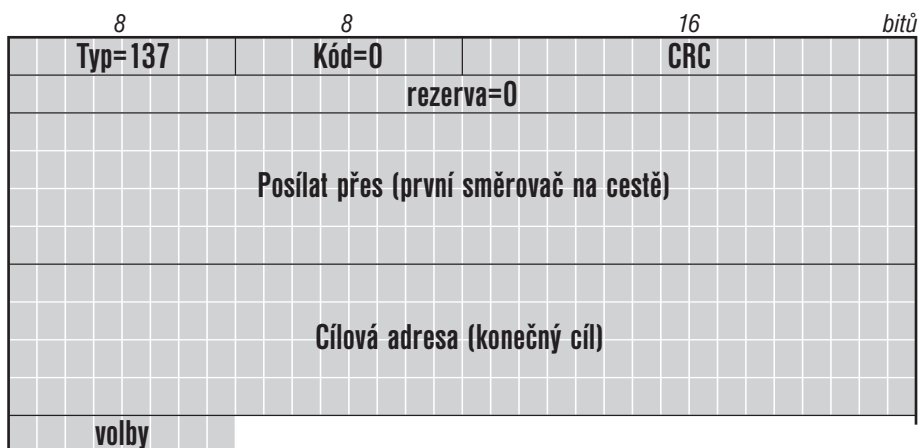 8 8 16 bitů
Typ=137 Kód=0 CRC
rezerva=0
Posílat přes (první směrovač na cestě)
Cílová adresa (konečný cíl)
volby